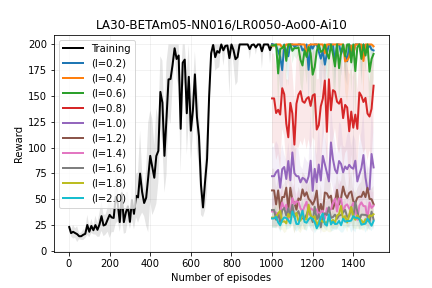 LA30-BETAm05-NN016/LR0050-Ao00-Ai10
Reward
200
175
150
125
100
75
50
25
0
Training
(l=0.2)
(l=0.4)
(l=0.6)
(l=0.8)
(l=1.0)
(l=1.2)
(l=1.4)
(l=1.6)
(l=1.8)
(l=2.0)
0 200 400 600 800 1000 1200 1400
Number of episodes